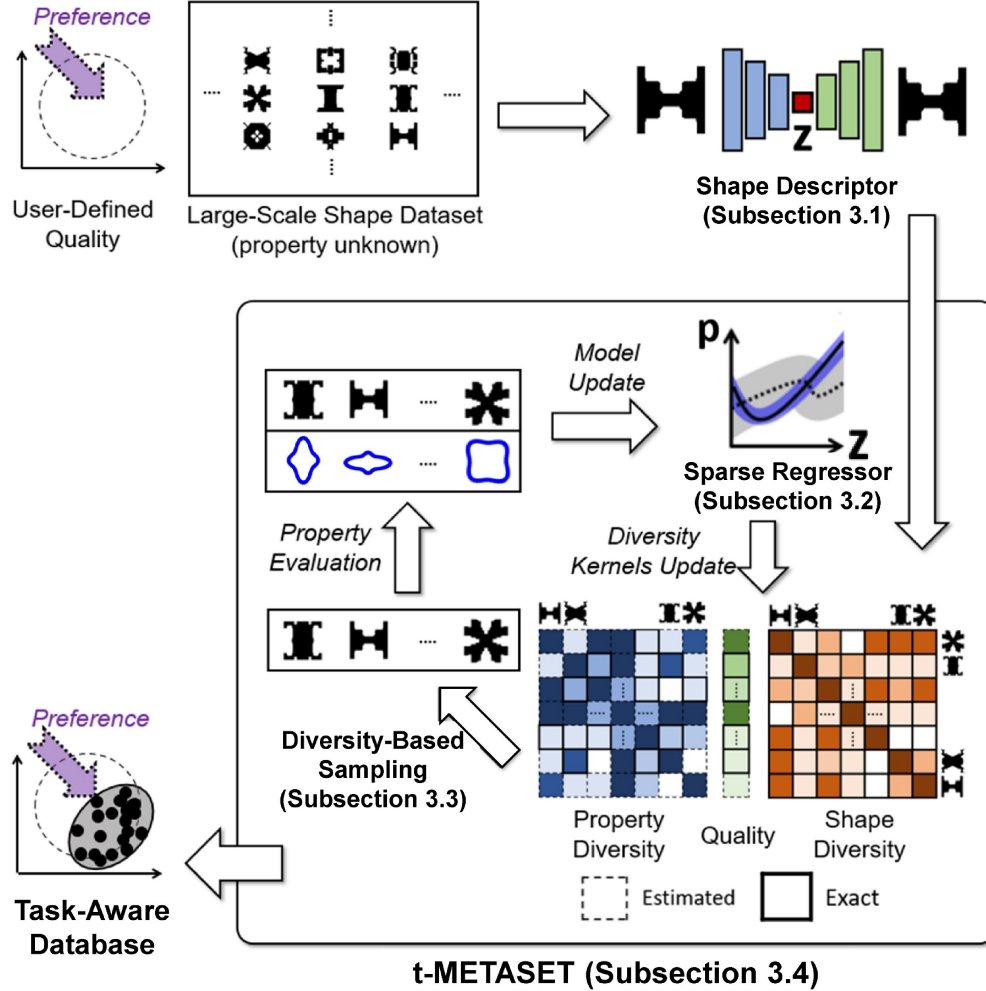 Preference
User-Defined
Quality
Large-Scale Shape Dataset
(property unknown)
Z
Shape Descriptor
(Subsection 3.1)
Model
Update
p
Z
Sparse Regressor
(Subsection 3.2)
Property
Evaluation
Diversity
Kernels Update
Diversity-Based
Sampling
(Subsection 3.3)
Property
Diversity
Quality
Shape
Diversity
Estimated
Exact
Preference
Task-Aware
Database
t-METASET (Subsection 3.4)